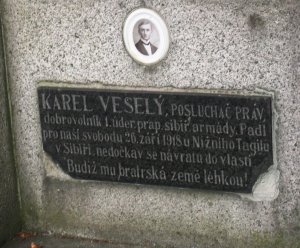 KAREL VESELÝ, POSLUCHAČ PRÁV,
dobrovolník 1. úder. prap. sibiř. armády. Padl
pro naši svobodu 26. září 1918 u Nižního Tagilu
v Sibiři, nedočkav se návratu do vlasti
Budiž mu bratrská země lehkou!